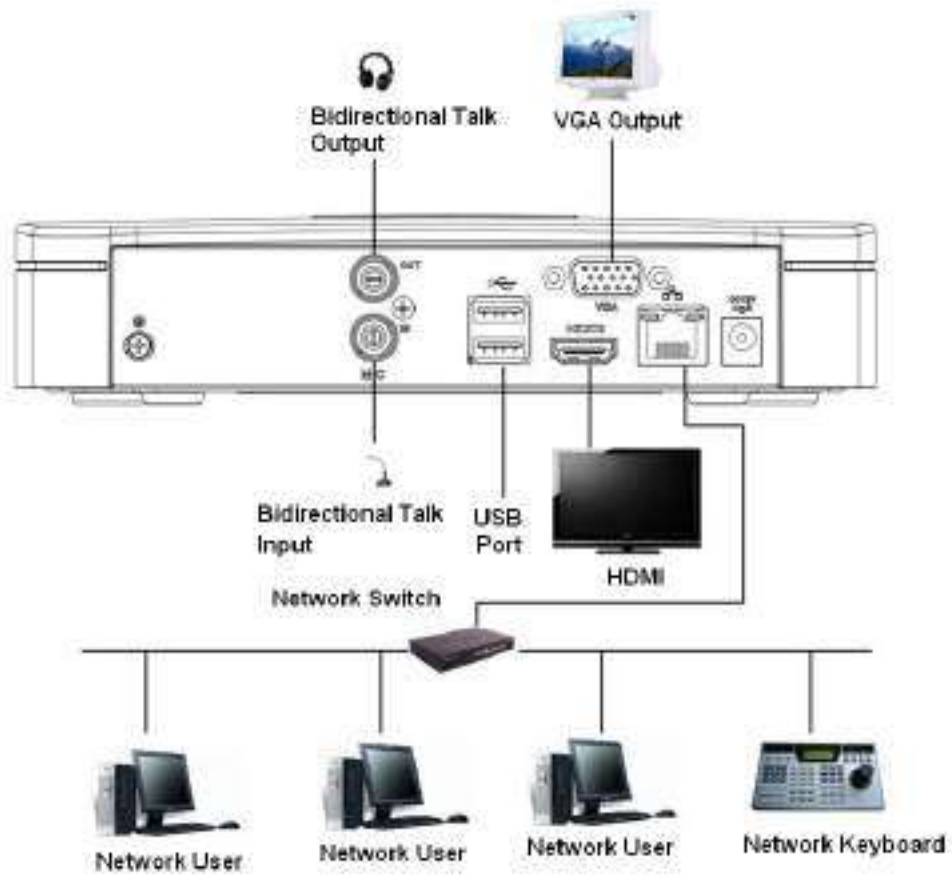 Bidirectional Talk
Output
VGA Output
OUT
VGA
IN
MIC
Bidirectional Talk
Input
USB
Port
HDMI
Network Switch
Network User
Network User
Network User
Network Keyboard